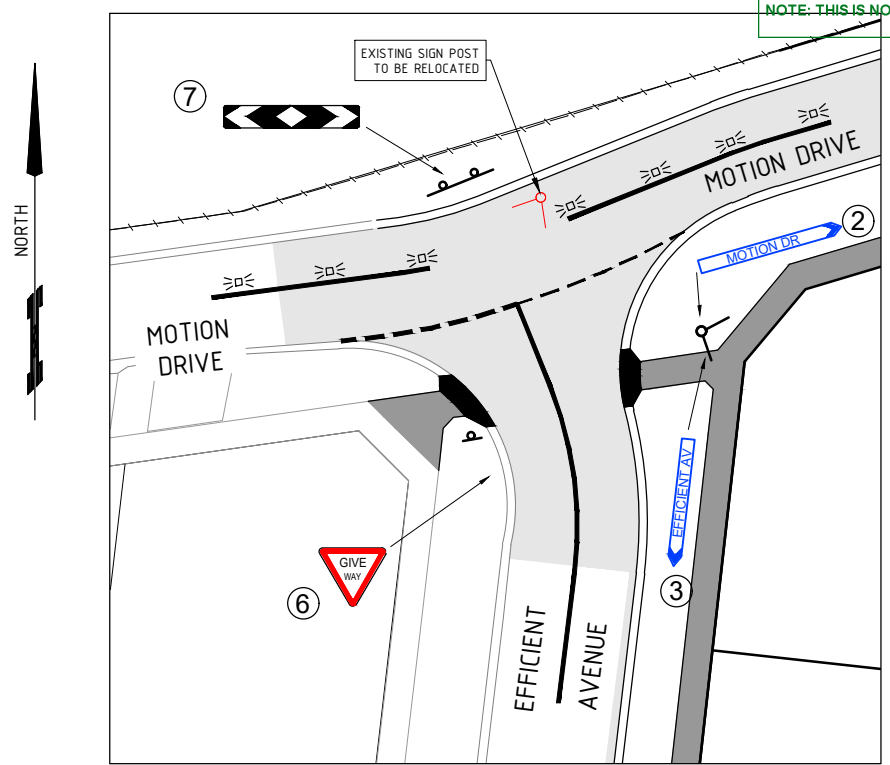 NOTE: THIS IS NO
EXISTING SIGN POST
TO BE RELOCATED
7
NORTH
MOTION DRIVE
2
MOTION DR
MOTION
DRIVE
EFFICIENT AV
GIVE
WAY
6
3
EFFICIENT
AVENUE